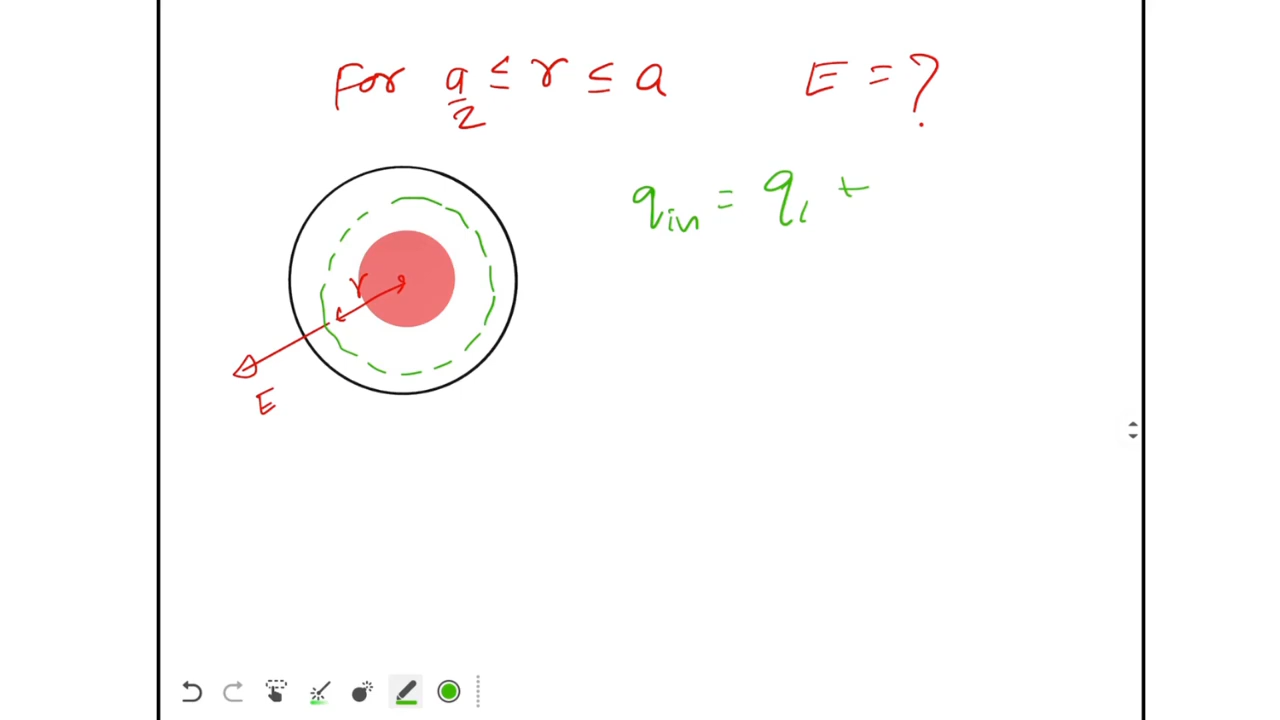 For a/2 ≤ r ≤ a E = ?
q_in = q_1 +
r
E